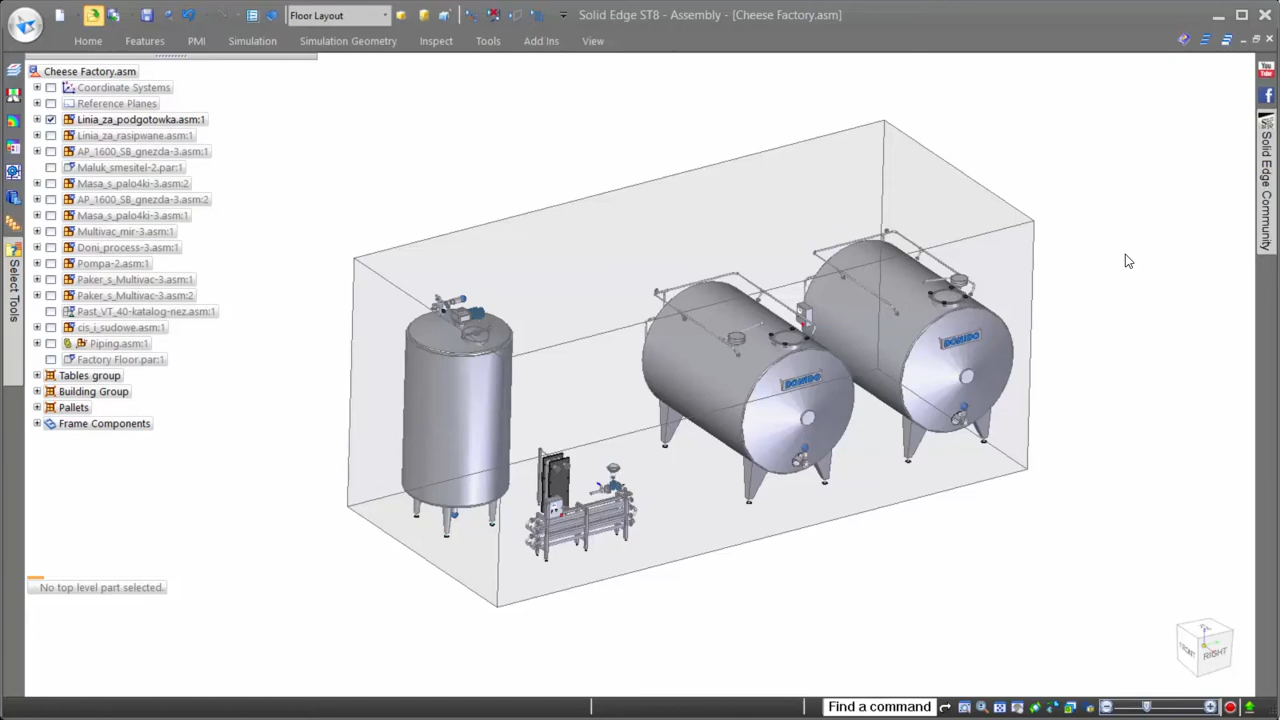 Floor Layout
Solid Edge ST8 - Assembly - [Cheese Factory.asm]
Home Features PMI Simulation Simulation Geometry Inspect Tools Add Ins View
Cheese Factory.asm
Coordinate Systems
Reference Planes
Linia_za_podgotowka.asm:1
Linia_za_rasipwane.asm:1
AP_1600_SB_gnezda-3.asm:1
Maluk_smesitel-2.par:1
Masa_s_palo4ki-3.asm:2
AP_1600_SB_gnezda-3.asm:2
Masa_s_palo4ki-3.asm:1
Multivac_mir-3.asm:1
Doni_process-3.asm:1
Pompa-2.asm:1
Paker_s_Multivac-3.asm:1
Paker_s_Multivac-3.asm:2
Past_VT_40-katalog-nez.asm:1
cis_i_sudowe.asm:1
Piping.asm:1
Factory Floor.par:1
Tables group
Building Group
Pallets
Frame Components
No top level part selected.
Select Tools
DONIDO
DONIDO
You
Tube
Solid Edge Community
FRONT
RIGHT
Find a command